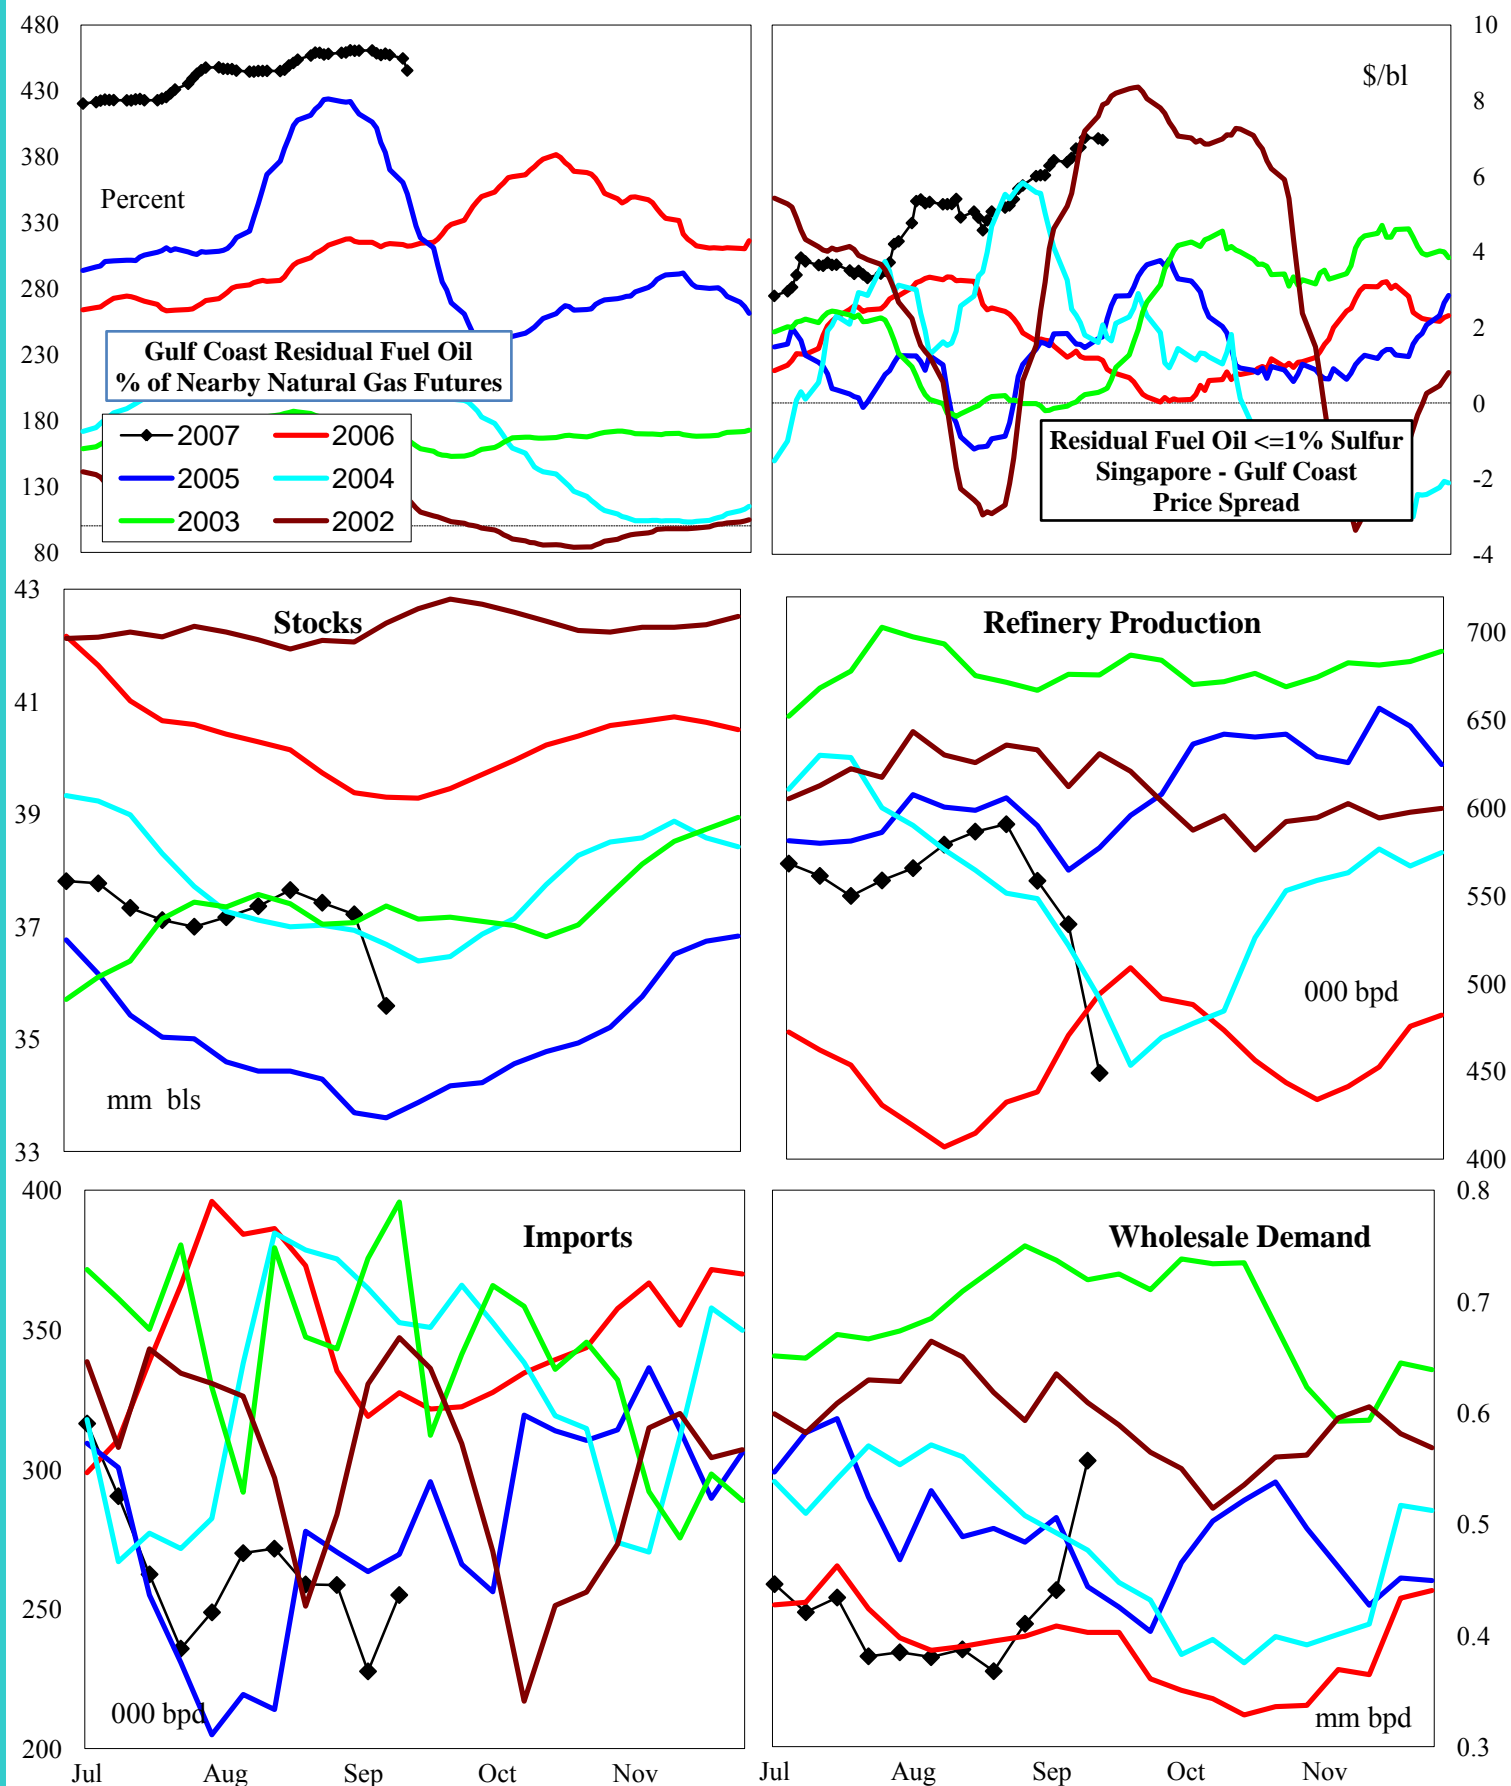 480
430
380
330
280
230
180
130
80
Percent
Gulf Coast Residual Fuel Oil
% of Nearby Natural Gas Futures
2007
2006
2005
2004
2003
2002
10
8
6
4
2
0
-2
-4
$/bl
Residual Fuel Oil <=1% Sulfur
Singapore - Gulf Coast
Price Spread
43
41
39
37
35
33
Stocks
mm bls
Refinery Production
700
650
600
550
500
450
400
000 bpd
400
350
300
250
200
Imports
000 bpd
Jul
Aug
Sep
Oct
Nov
Wholesale Demand
0.8
0.7
0.6
0.5
0.4
0.3
mm bpd
Jul
Aug
Sep
Oct
Nov